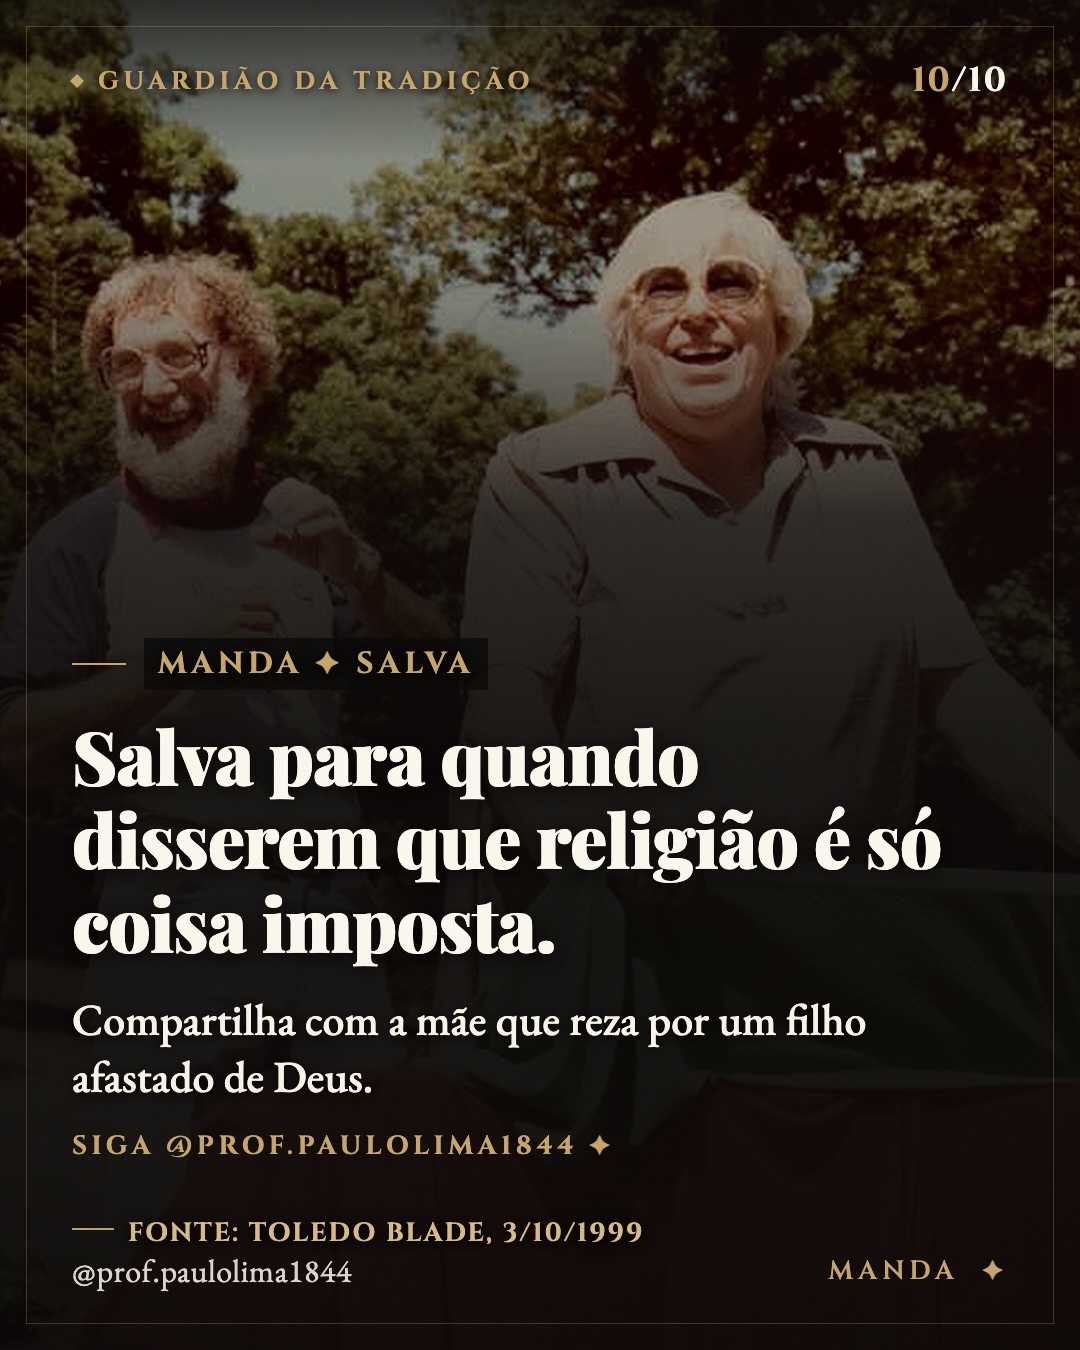 ◆ GUARDIÃO DA TRADIÇÃO
10/10
MANDA ✦ SALVA
Salva para quando
disserem que religião é só
coisa imposta.
Compartilha com a mãe que reza por um filho
afastado de Deus.
SIGA @PROF.PAULOLIMA1844 ✦
FONTE: TOLEDO BLADE, 3/10/1999
@prof.paulolima1844
MANDA ✦